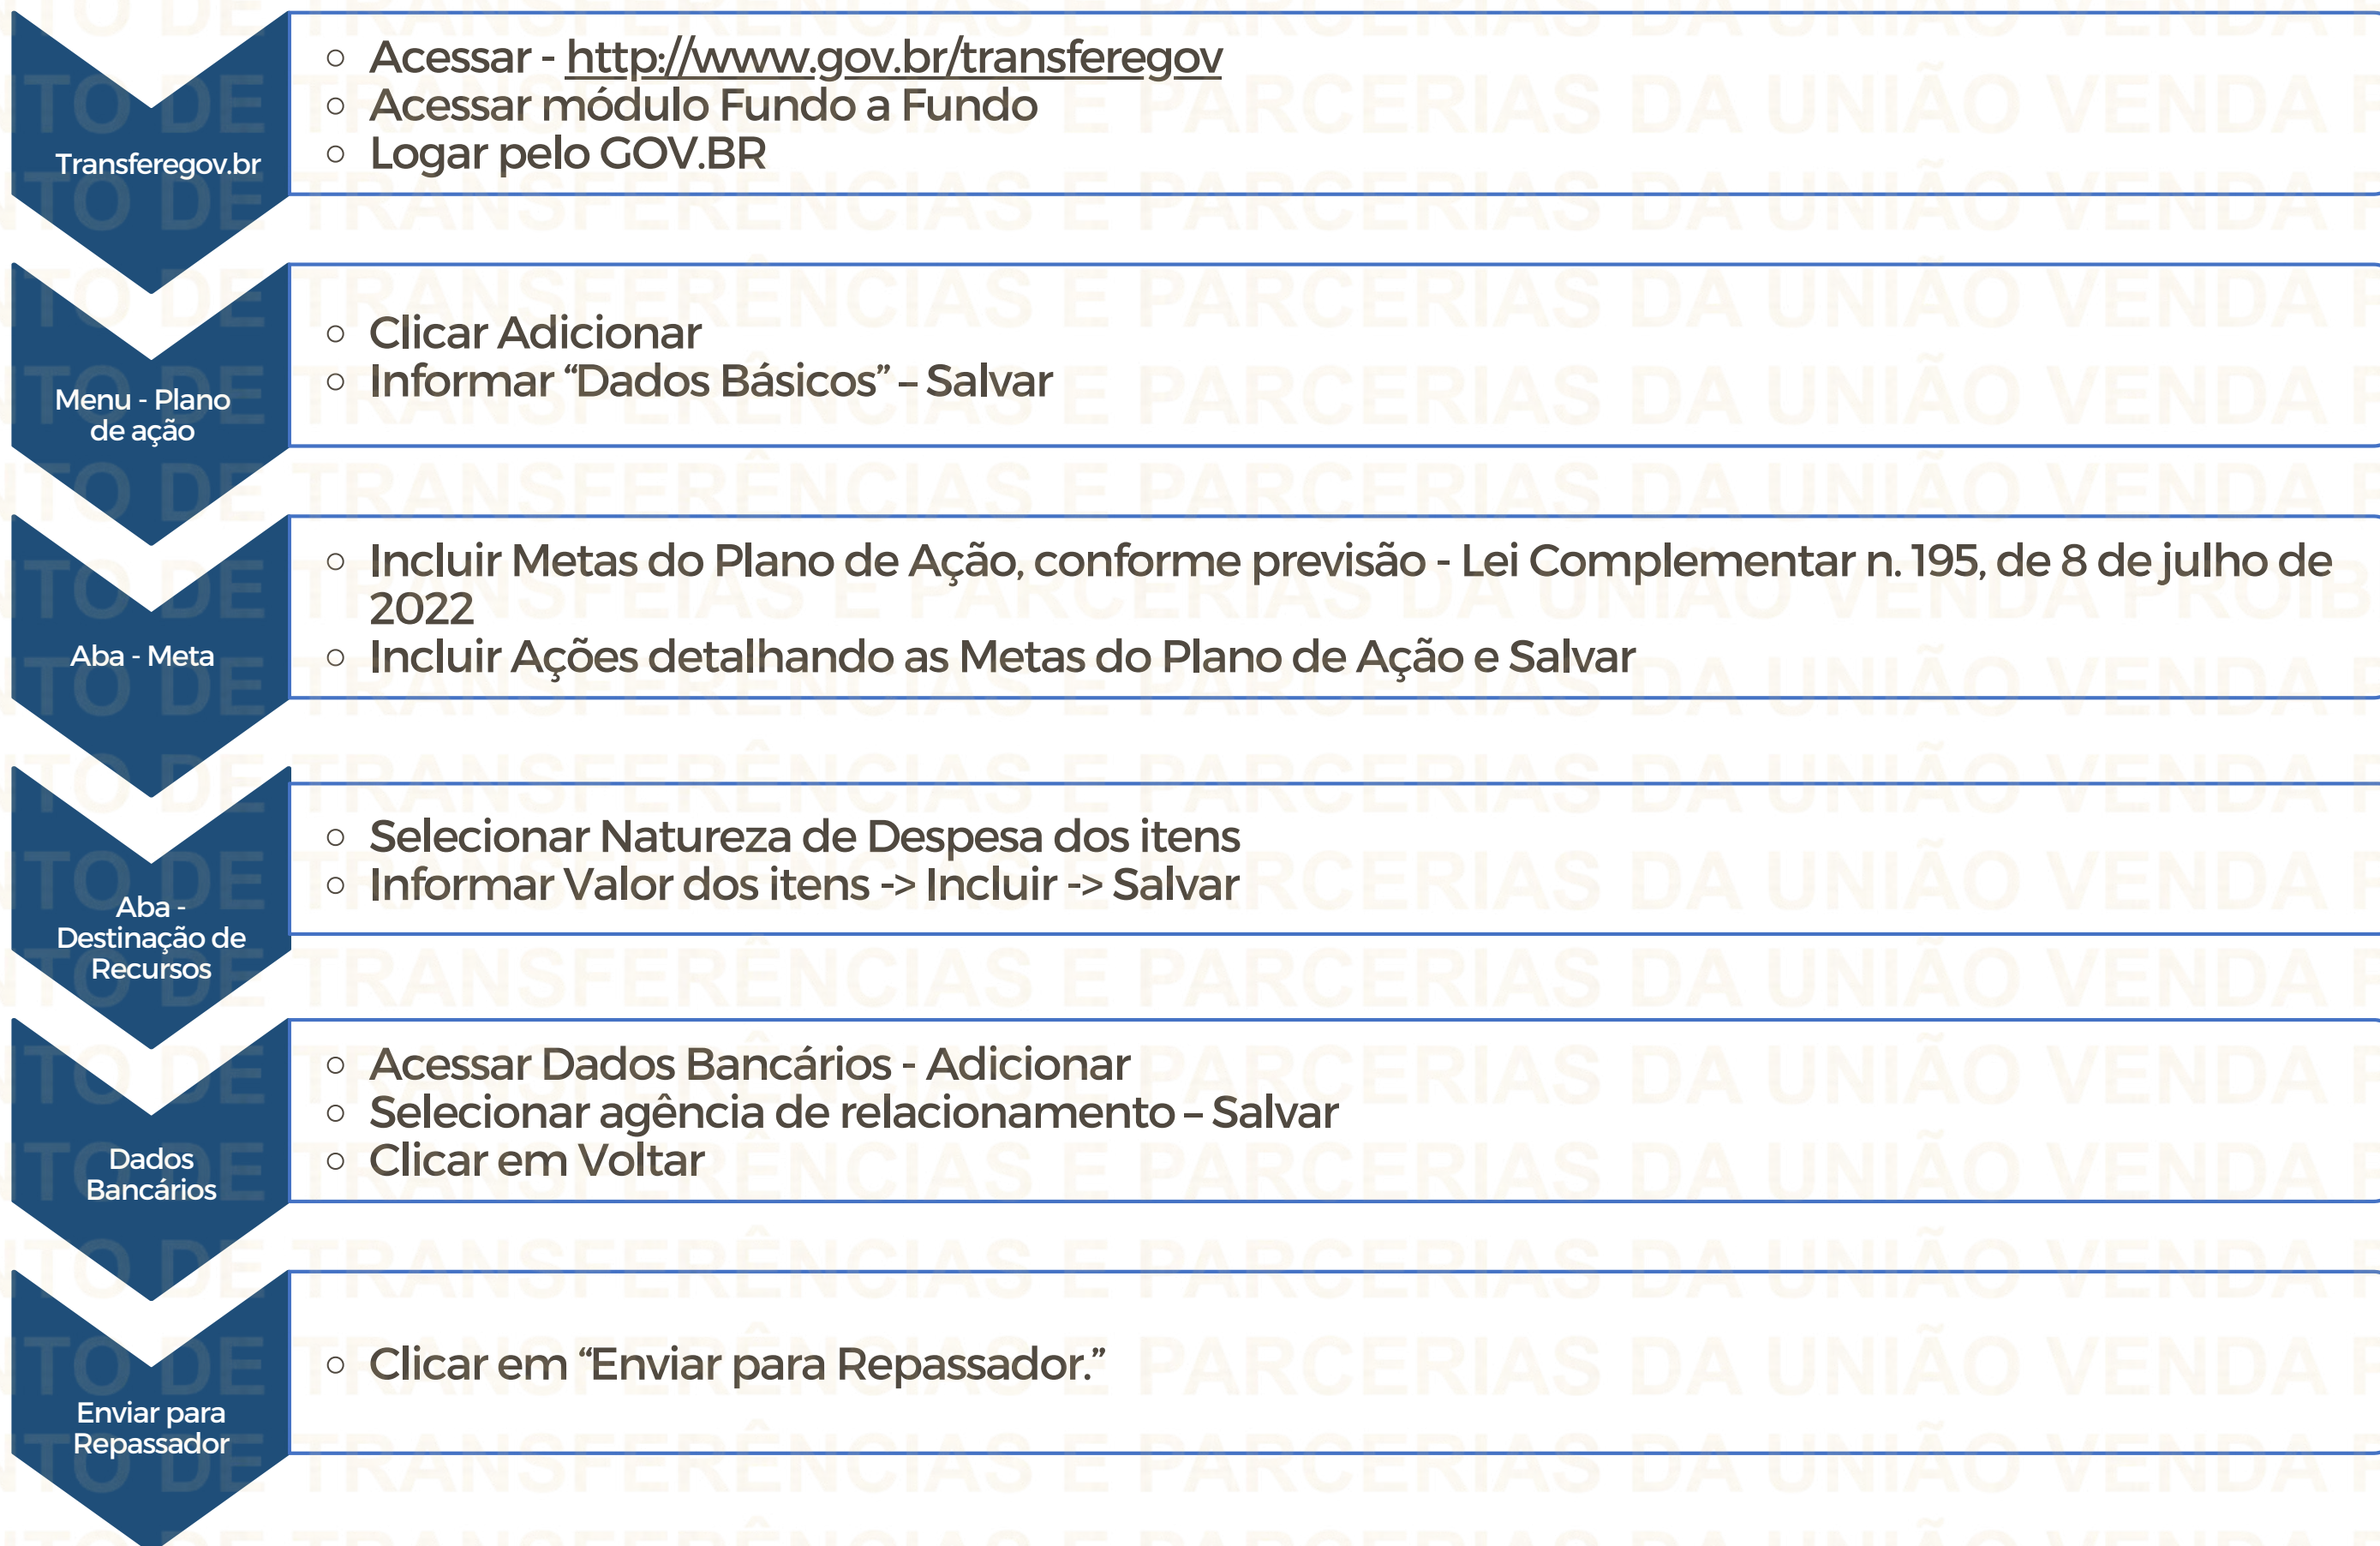 Transferegov.br
○ Acessar - http://www.gov.br/transferegov
○ Acessar módulo Fundo a Fundo
○ Logar pelo GOV.BR
Menu - Plano
de ação
○ Clicar Adicionar
○ Informar “Dados Básicos” – Salvar
Aba - Meta
○ Incluir Metas do Plano de Ação, conforme previsão - Lei Complementar n. 195, de 8 de julho de
2022
○ Incluir Ações detalhando as Metas do Plano de Ação e Salvar
Aba -
Destinação de
Recursos
○ Selecionar Natureza de Despesa dos itens
○ Informar Valor dos itens -> Incluir -> Salvar
Dados
Bancários
○ Acessar Dados Bancários - Adicionar
○ Selecionar agência de relacionamento – Salvar
○ Clicar em Voltar
Enviar para
Repassador
○ Clicar em “Enviar para Repassador.”